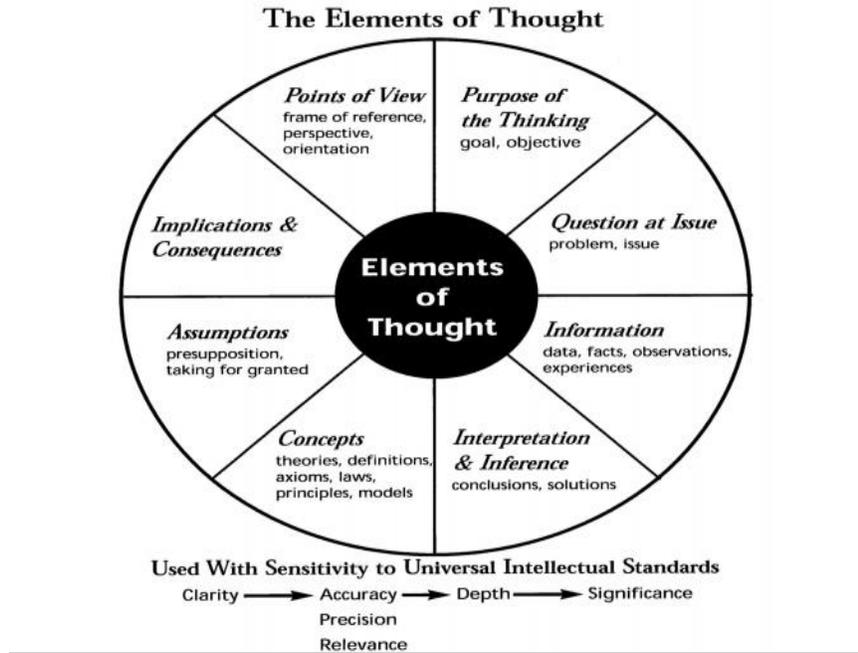 The Elements of Thought
Points of View
frame of reference,
perspective,
orientation
Purpose of
the Thinking
goal, objective
Question at Issue
problem, issue
Information
data, facts, observations,
experiences
Interpretation
& Inference
conclusions, solutions
Concepts
theories, definitions,
axioms, laws,
principles, models
Assumptions
presupposition,
taking for granted
Implications &
Consequences
Elements
of
Thought
Used With Sensitivity to Universal Intellectual Standards
Clarity → Accuracy → Depth → Significance
Precision
Relevance